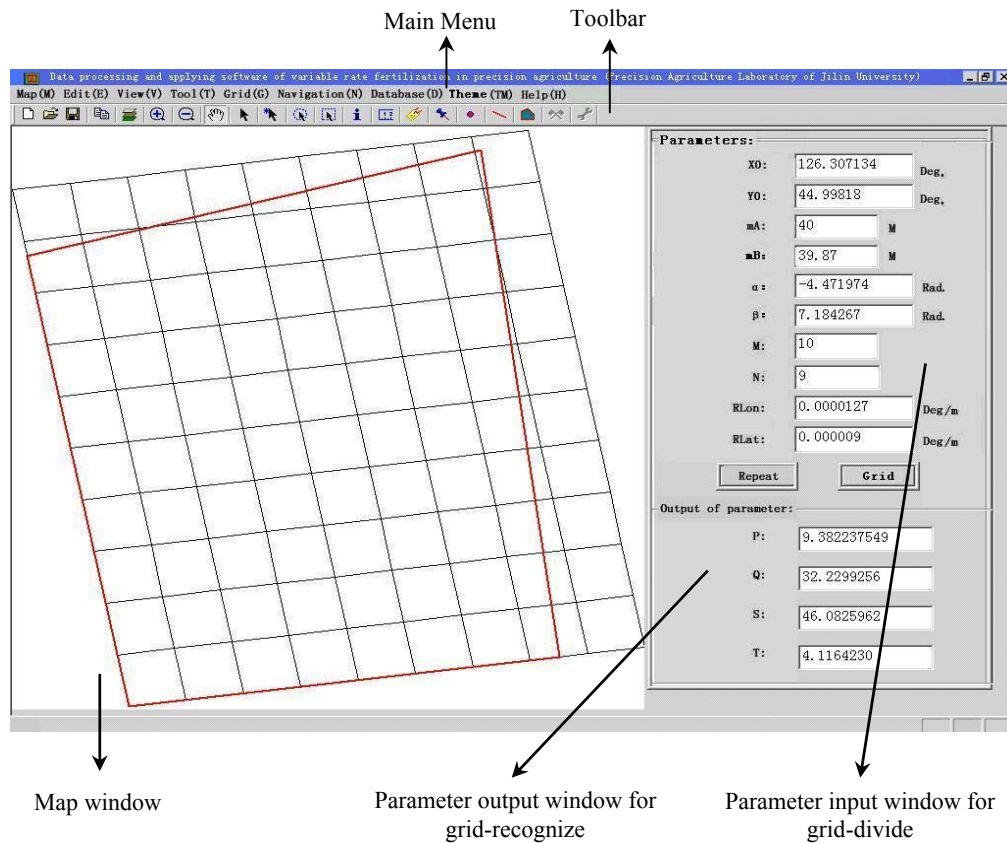 Main Menu
Toolbar
Data processing and applying software of variable rate fertilization in precision agriculture (Precision Agriculture Laboratory of Jilin University)
Map(M) Edit(E) View(V) Tool(T) Grid(G) Navigation(N) Database(D) Theme(TM) Help(H)
Parameters:
X0: 126.307134 Deg,
Y0: 44.99818 Deg,
mA: 40 M
mB: 39.87 M
α: -4.471974 Rad.
β: 7.184267 Rad.
M: 10
N: 9
RLon: 0.0000127 Deg/m
RLat: 0.000009 Deg/m
Repeat Grid
Output of parameter:
P: 9.382237549
Q: 32.2299256
S: 46.0825962
T: 4.1164230
Map window
Parameter output window for
grid-recognize
Parameter input window for
grid-divide